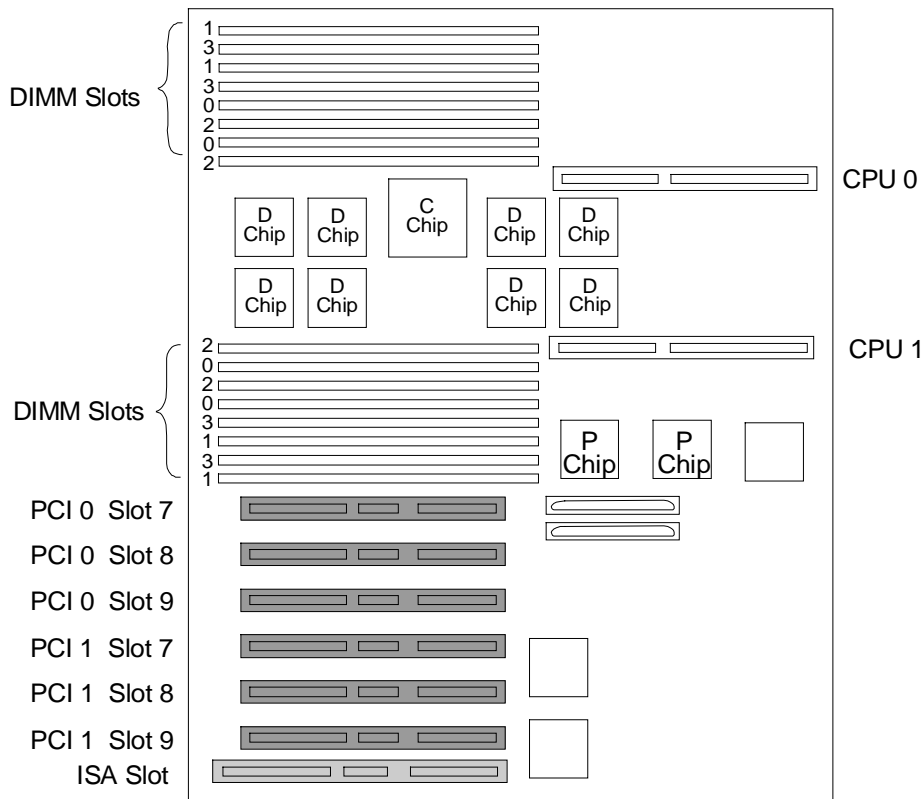 1
3
1
3
0
2
0
2
DIMM Slots
CPU 0
C
Chip
D
Chip
D
Chip
D
Chip
D
Chip
D
Chip
D
Chip
D
Chip
D
Chip
2
0
2
0
3
1
3
1
DIMM Slots
CPU 1
P
Chip
P
Chip
PCI 0 Slot 7
PCI 0 Slot 8
PCI 0 Slot 9
PCI 1 Slot 7
PCI 1 Slot 8
PCI 1 Slot 9
ISA Slot